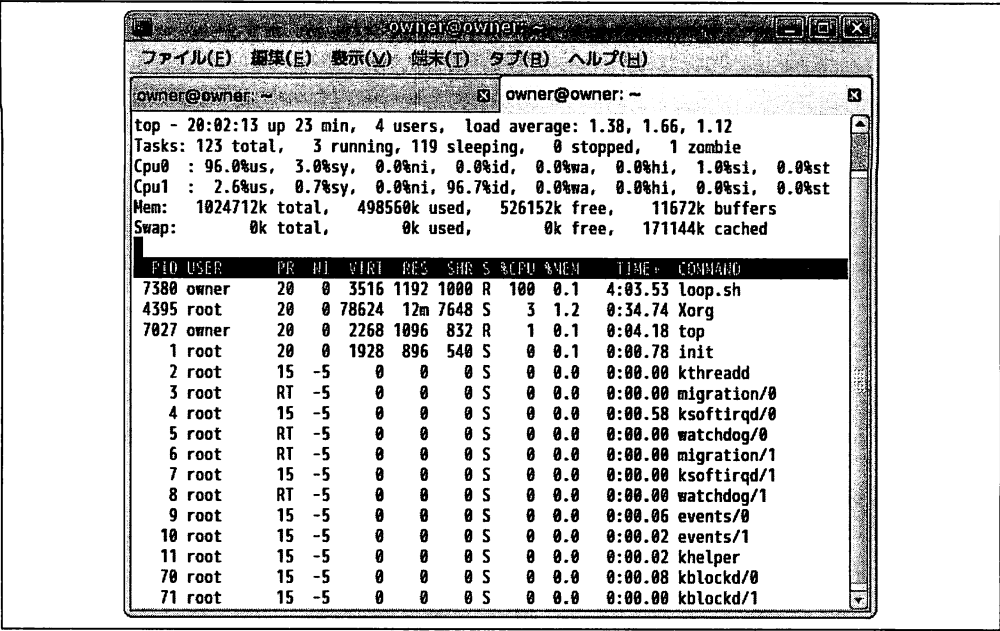 owner@owner: ~
ファイル(F) 編集(E) 表示(V) 端末(T) タブ(B) ヘルプ(H)
owner@owner: ~ owner@owner: ~
top - 20:02:13 up 23 min, 4 users, load average: 1.38, 1.66, 1.12
Tasks: 123 total, 3 running, 119 sleeping, 0 stopped, 1 zombie
Cpu0 : 96.0%us, 3.0%sy, 0.0%ni, 0.0%id, 0.0%wa, 0.0%hi, 1.0%si, 0.0%st
Cpu1 : 2.6%us, 0.7%sy, 0.0%ni, 96.7%id, 0.0%wa, 0.0%hi, 0.0%si, 0.0%st
Mem: 1024712k total, 498560k used, 526152k free, 11672k buffers
Swap: 0k total, 0k used, 0k free, 171144k cached
PID USER PR NI VIRT RES SHR S %CPU %MEM TIME+ COMMAND
7380 owner 20 0 3516 1192 1000 R 100 0.1 4:03.53 loop.sh
4395 root 20 0 78624 12m 7648 S 3 1.2 0:34.74 Xorg
7027 owner 20 0 2268 1096 832 R 1 0.1 0:04.18 top
1 root 20 0 1928 896 540 S 0 0.1 0:00.78 init
2 root 15 -5 0 0 0 S 0 0.0 0:00.00 kthreadd
3 root RT -5 0 0 0 S 0 0.0 0:00.00 migration/0
4 root 15 -5 0 0 0 S 0 0.0 0:00.58 ksoftirqd/0
5 root RT -5 0 0 0 S 0 0.0 0:00.00 watchdog/0
6 root RT -5 0 0 0 S 0 0.0 0:00.00 migration/1
7 root 15 -5 0 0 0 S 0 0.0 0:00.00 ksoftirqd/1
8 root RT -5 0 0 0 S 0 0.0 0:00.00 watchdog/1
9 root 15 -5 0 0 0 S 0 0.0 0:00.06 events/0
10 root 15 -5 0 0 0 S 0 0.0 0:00.02 events/1
11 root 15 -5 0 0 0 S 0 0.0 0:00.02 khelper
70 root 15 -5 0 0 0 S 0 0.0 0:00.08 kblockd/0
71 root 15 -5 0 0 0 S 0 0.0 0:00.00 kblockd/1